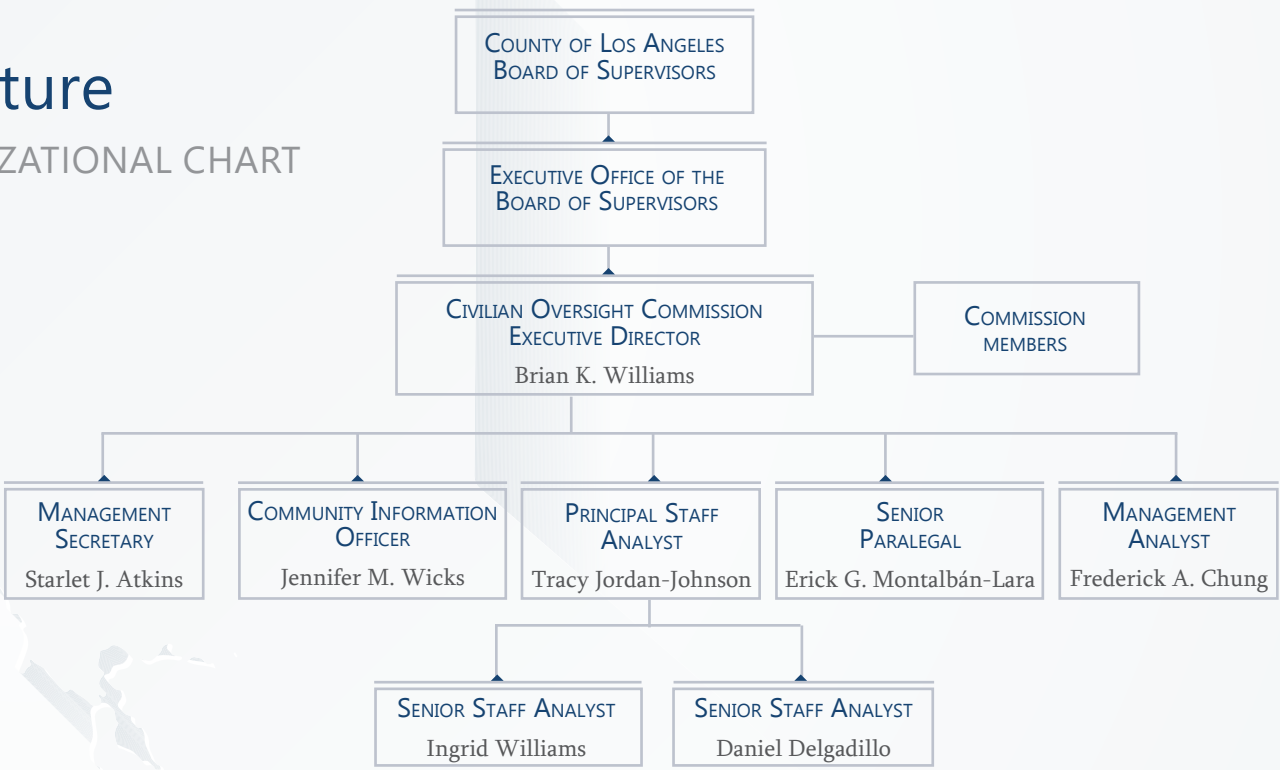 ture
ZATIONAL CHART
County of Los Angeles
Board of Supervisors
Executive Office of the
Board of Supervisors
Civilian Oversight Commission
Executive Director
Brian K. Williams
Commission
members
Management
Secretary
Starlet J. Atkins
Community Information
Officer
Jennifer M. Wicks
Principal Staff
Analyst
Tracy Jordan-Johnson
Senior
Paralegal
Erick G. Montalbán-Lara
Management
Analyst
Frederick A. Chung
Senior Staff Analyst
Ingrid Williams
Senior Staff Analyst
Daniel Delgadillo